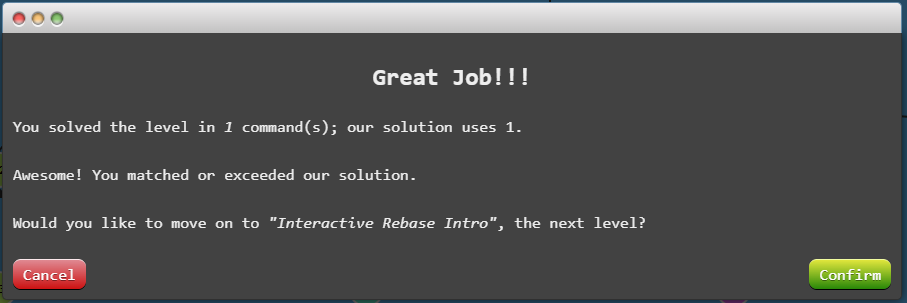 Great Job!!!
You solved the level in 1 command(s); our solution uses 1.
Awesome! You matched or exceeded our solution.
Would you like to move on to "Interactive Rebase Intro", the next level?
Cancel
Confirm